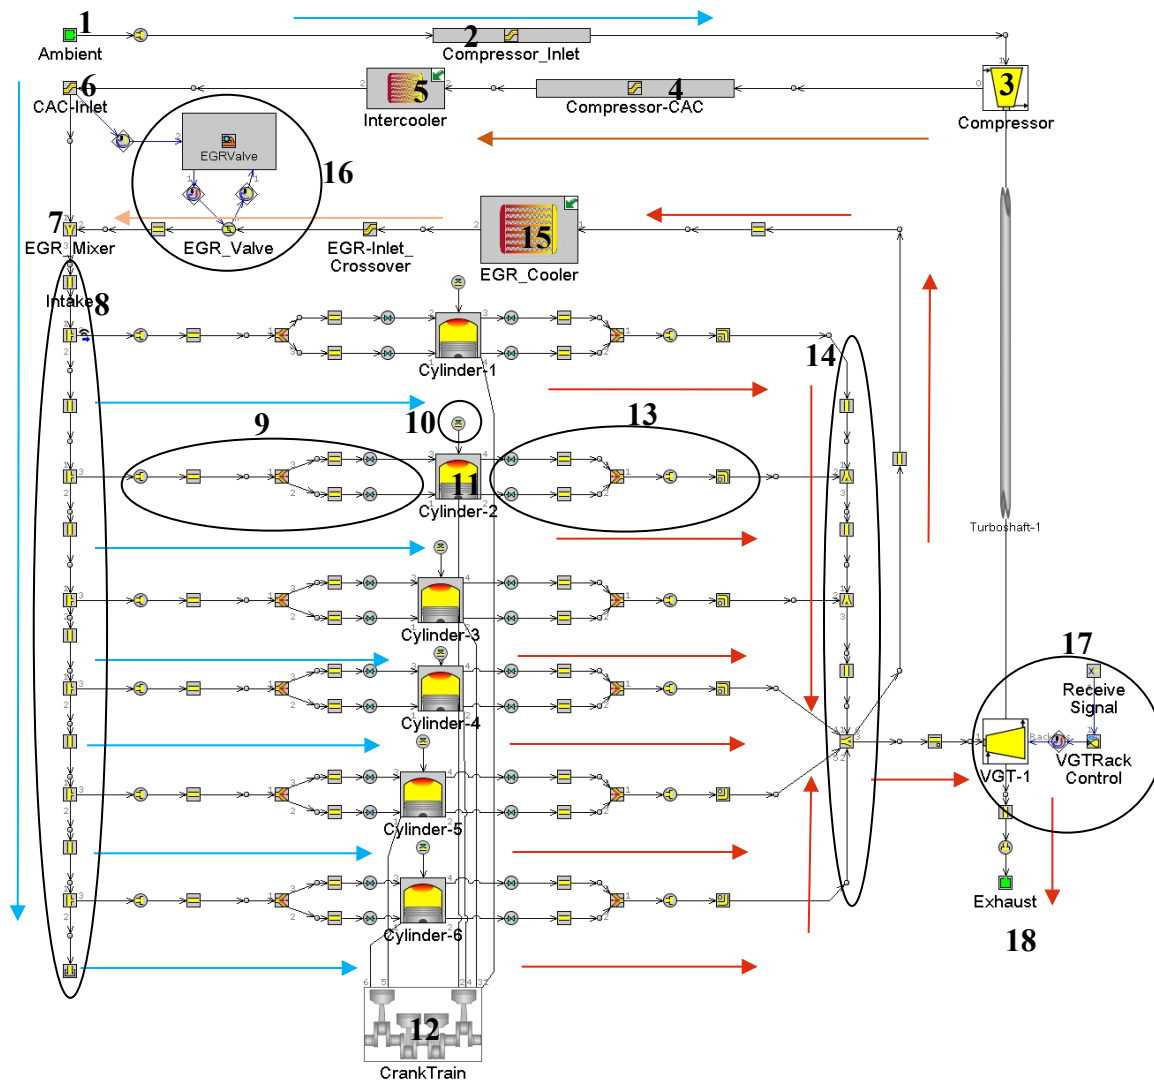 1
Ambient
2
Compressor_Inlet
3
Compressor
6
CAC-Inlet
5
Intercooler
4
Compressor-CAC
EGRValve
16
7
EGR_Mixer
EGR_Valve
EGR-Inlet_
Crossover
15
EGR_Cooler
Intake
8
Cylinder-1
14
9
10
13
11
Cylinder-2
Turboshaft-1
Cylinder-3
Cylinder-4
17
Receive
Signal
VGT-1
VGTRack
Control
Cylinder-5
Cylinder-6
Exhaust
18
12
CrankTrain